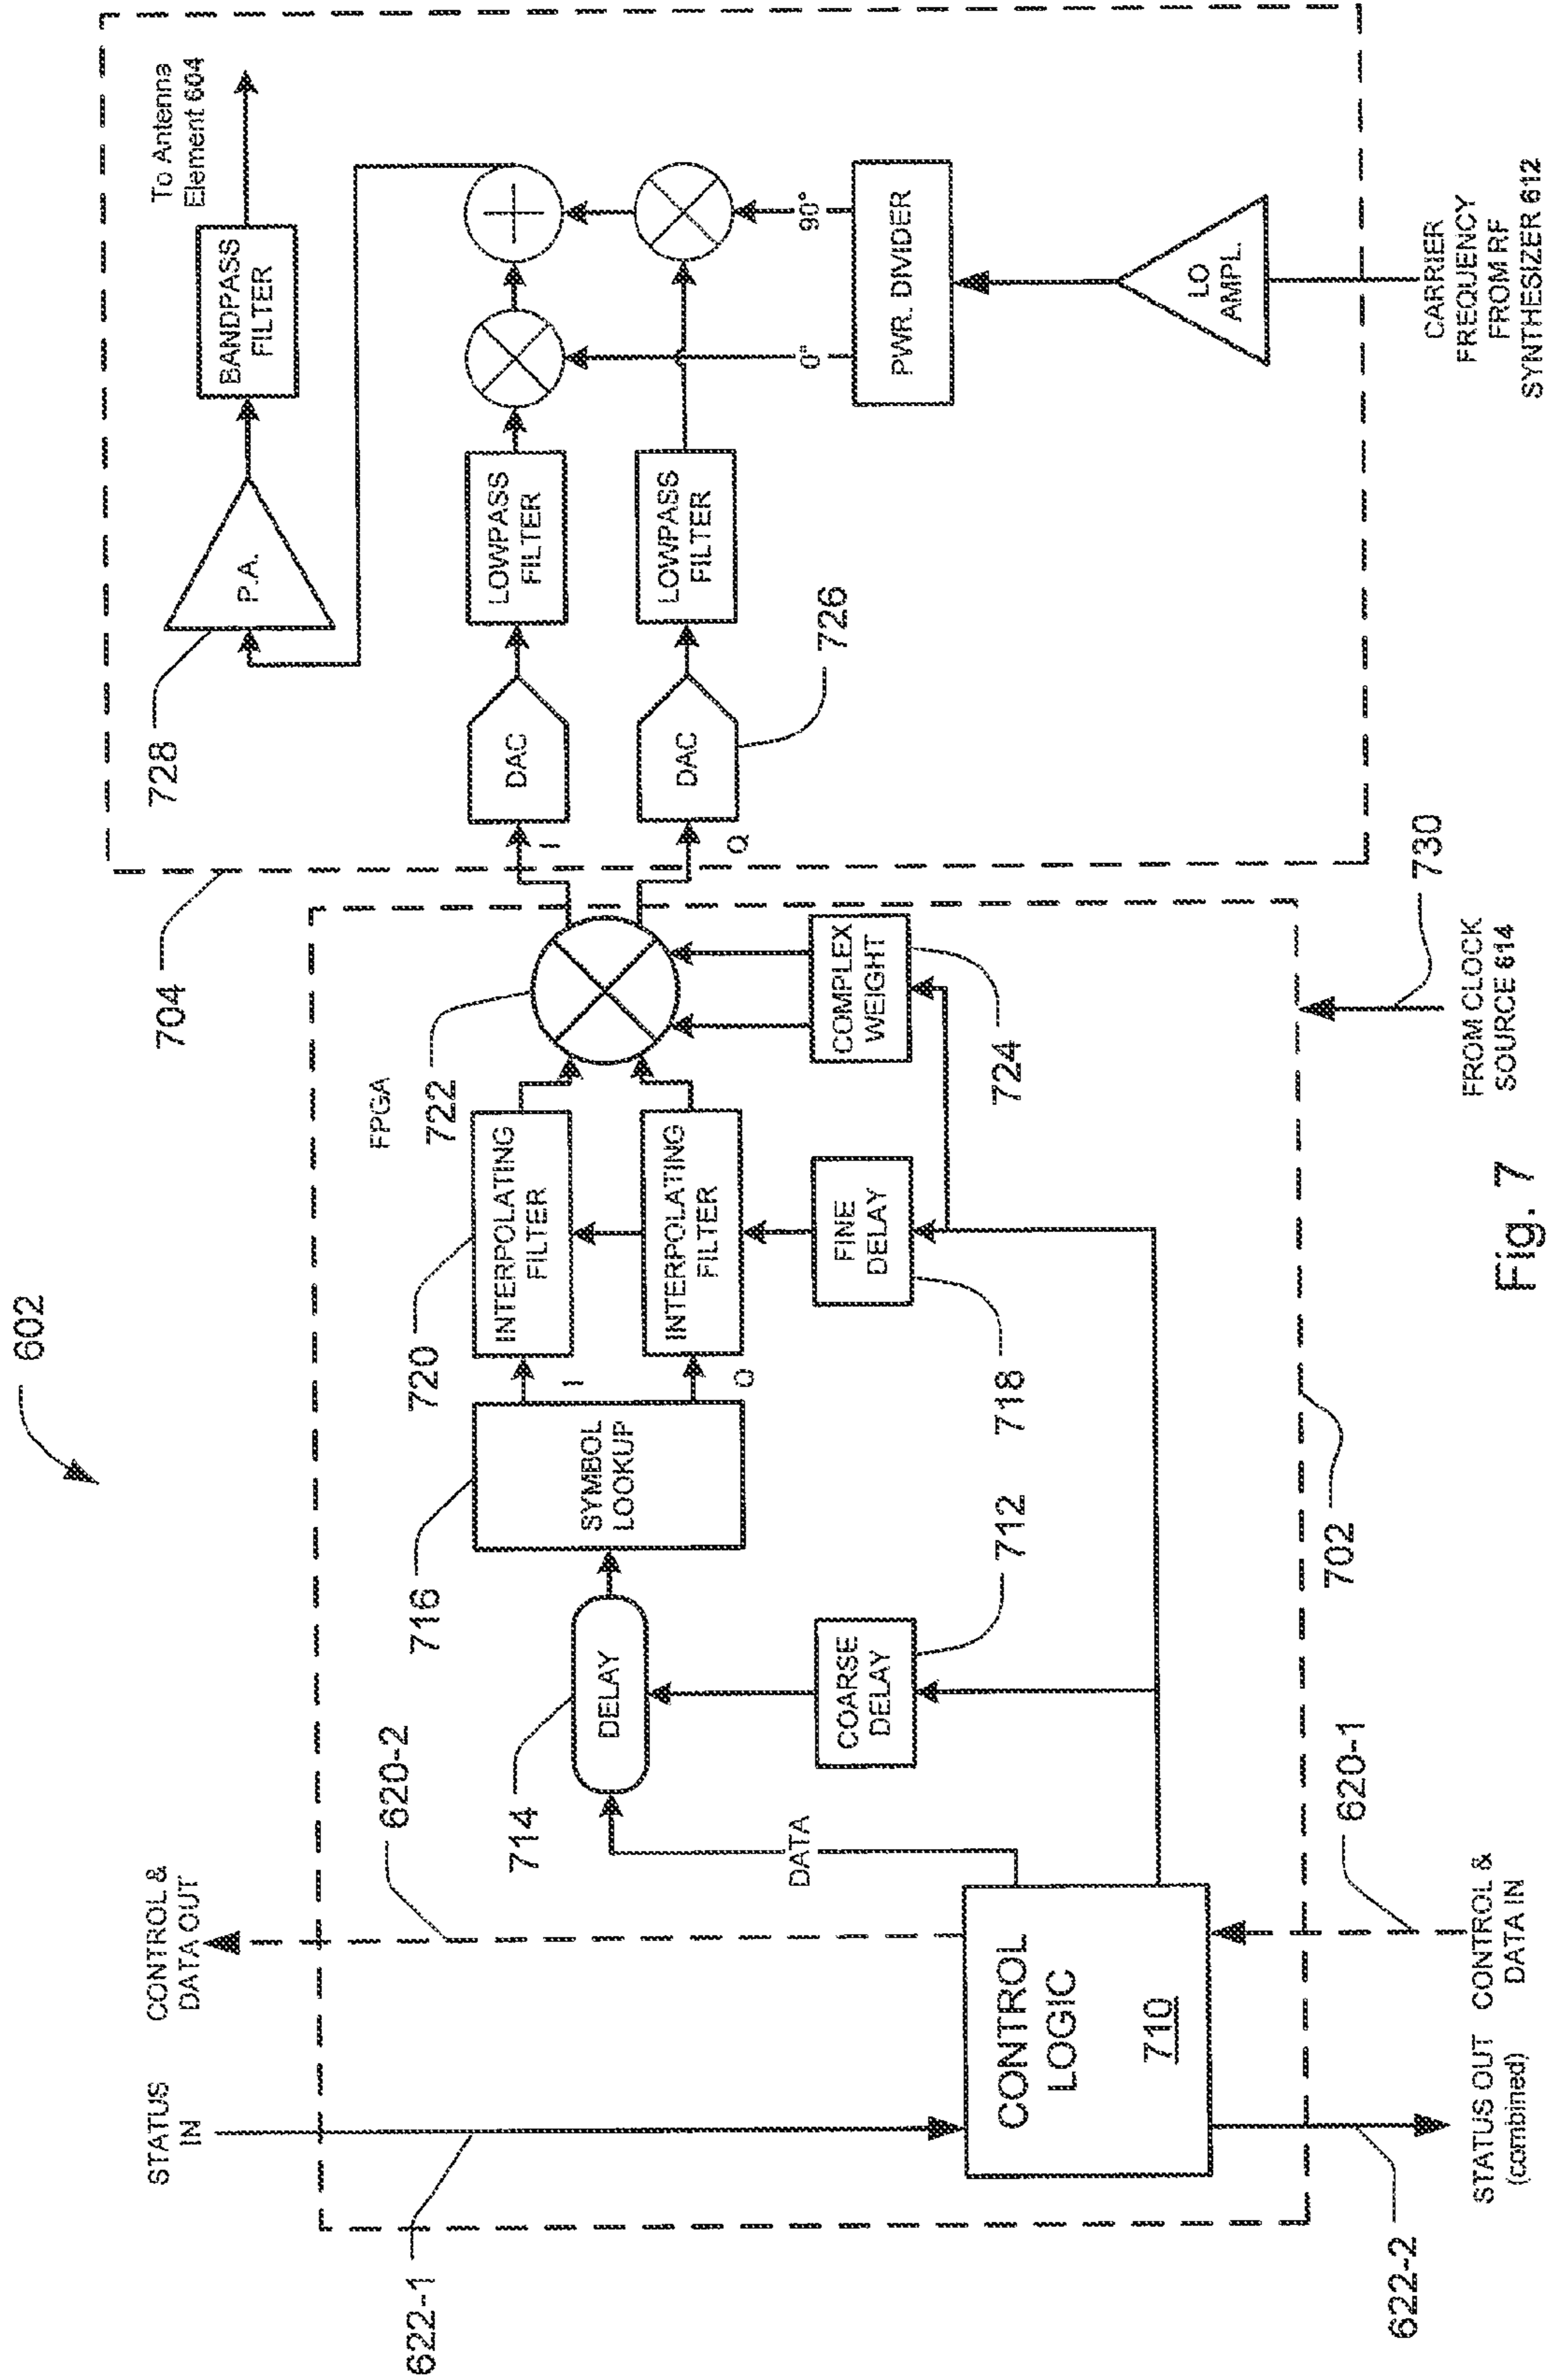 602
704
To Antenna
Element 604
728
P.A.
BANDPASS
FILTER
STATUS
IN
CONTROL &
DATA OUT
622-1
620-2
FPGA
714
DELAY
716
SYMBOL
LOOKUP
I
Q
720
INTERPOLATING
FILTER
INTERPOLATING
FILTER
722
I
Q
DAC
DAC
726
LOWPASS
FILTER
LOWPASS
FILTER
0°
90°
PWR. DIVIDER
LO
AMPL.
DATA
COARSE
DELAY
712
FINE
DELAY
718
COMPLEX
WEIGHT
724
CONTROL
LOGIC
710
622-2
STATUS OUT
(combined)
CONTROL &
DATA IN
620-1
702
FROM CLOCK
SOURCE 614
730
CARRIER
FREQUENCY
FROM RF
SYNTHESIZER 612
Fig. 7